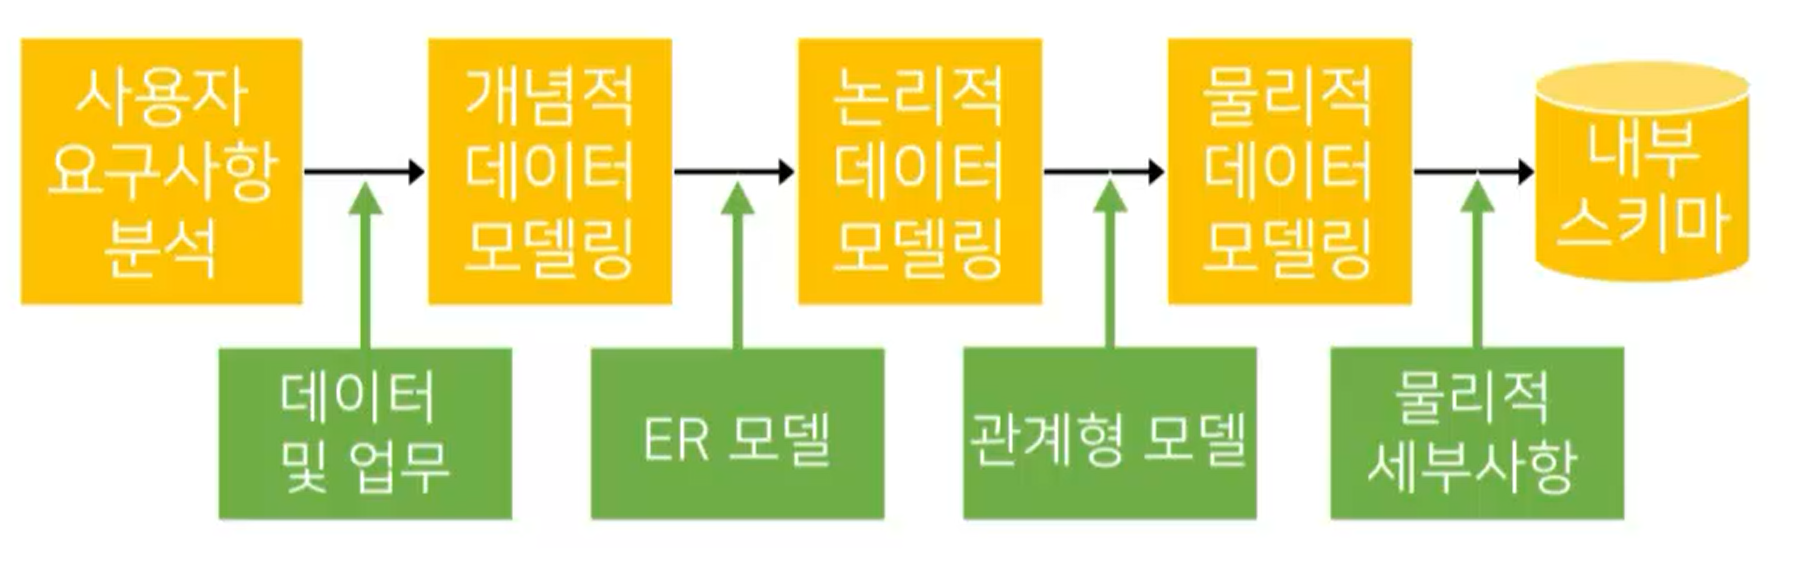 사용자
요구사항
분석
개념적
데이터
모델링
논리적
데이터
모델링
물리적
데이터
모델링
내부
스키마
데이터
및 업무
ER 모델
관계형 모델
물리적
세부사항